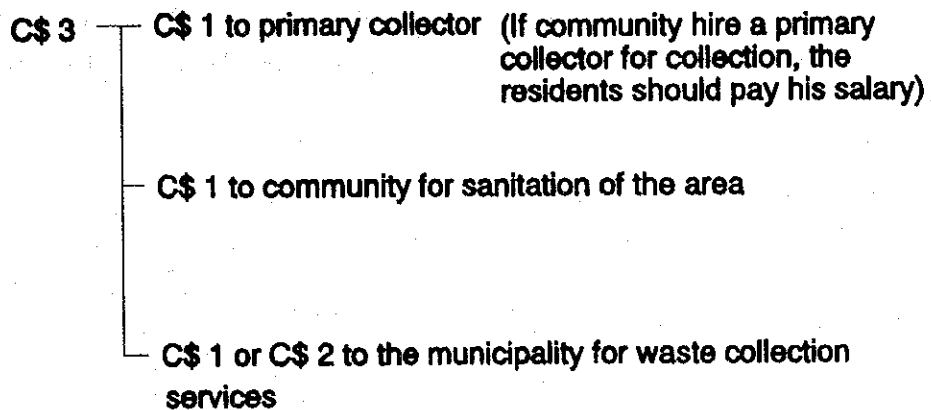 C$ 3 C$ 1 to primary collector (If community hire a primary
collector for collection, the
residents should pay his salary)
C$ 1 to community for sanitation of the area
C$ 1 or C$ 2 to the municipality for waste collection
services